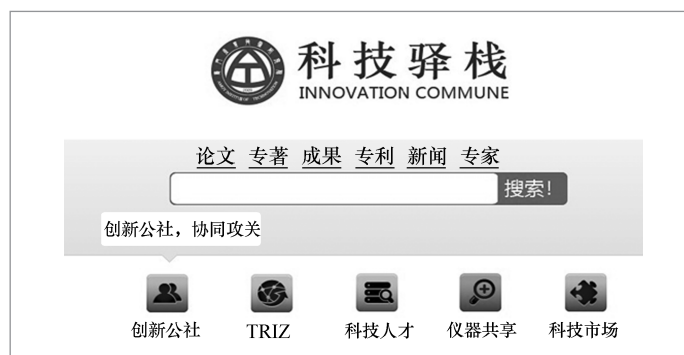 科技驿栈
INNOVATION COMMUNE
论文 专著 成果 专利 新闻 专家
搜索!
创新公社，协同攻关
创新公社 TRIZ 科技人才 仪器共享 科技市场